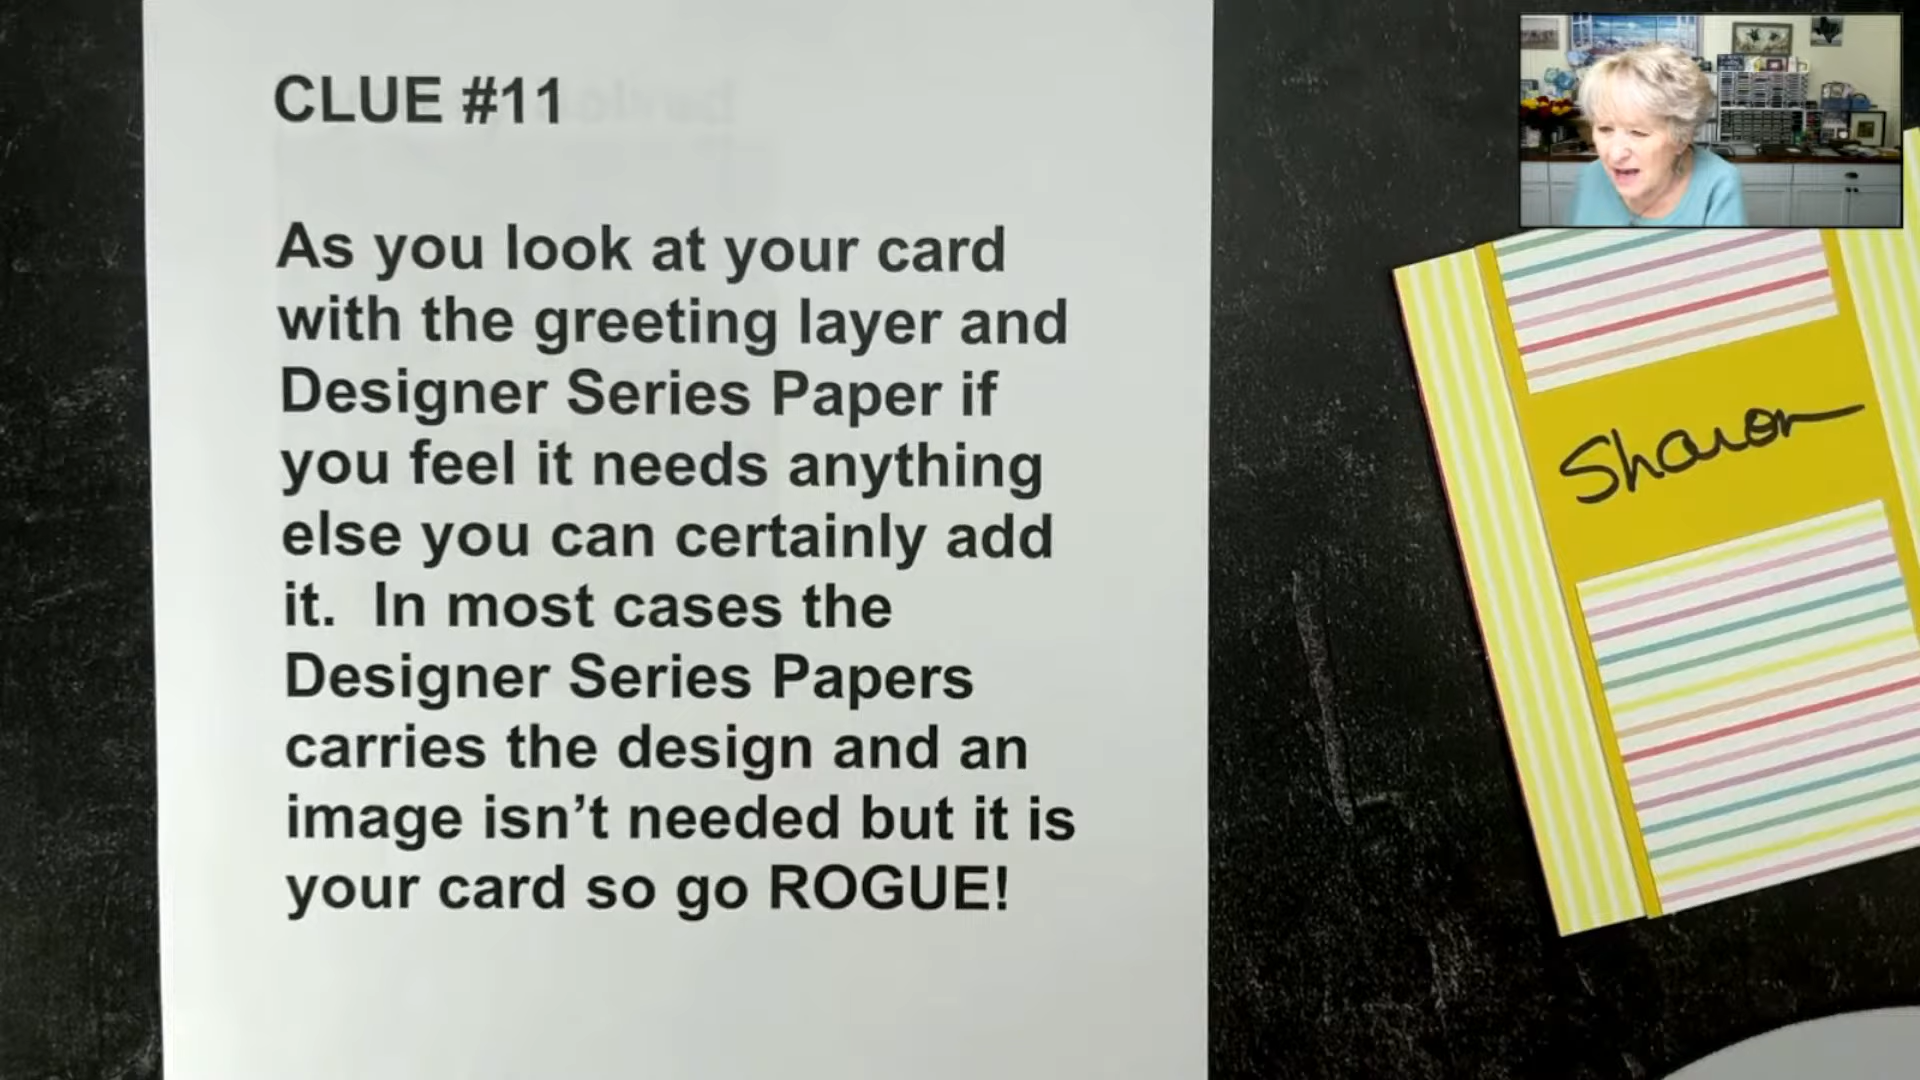 CLUE #11
As you look at your card
with the greeting layer and
Designer Series Paper if
you feel it needs anything
else you can certainly add
it.  In most cases the
Designer Series Papers
carries the design and an
image isn’t needed but it is
your card so go ROGUE!
Sharon